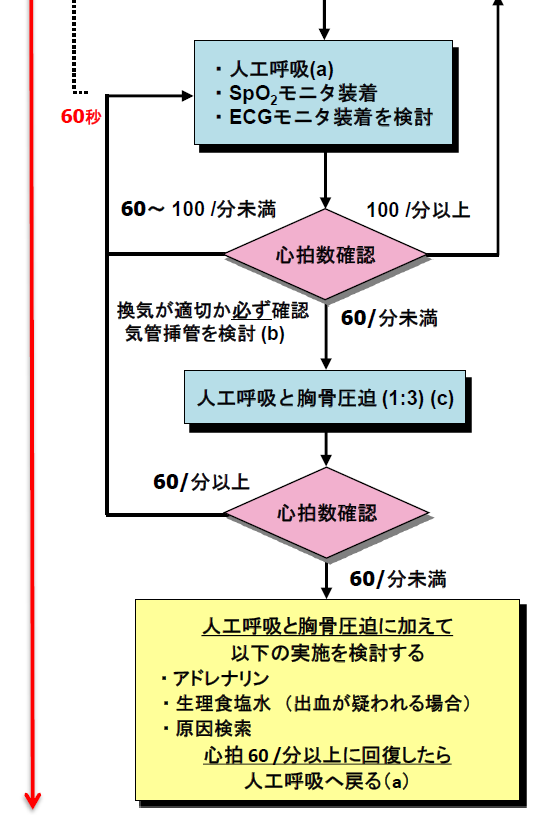 ・人工呼吸(a)
・SpO2モニタ装着
・ECGモニタ装着を検討
60秒
60～100 /分未満
100 /分以上
心拍数確認
換気が適切か必ず確認
気管挿管を検討 (b)
60/分未満
人工呼吸と胸骨圧迫 (1:3) (c)
60/分以上
心拍数確認
60/分未満
人工呼吸と胸骨圧迫に加えて
以下の実施を検討する
・アドレナリン
・生理食塩水 （出血が疑われる場合）
・原因検索
心拍 60 /分以上に回復したら
人工呼吸へ戻る（a）